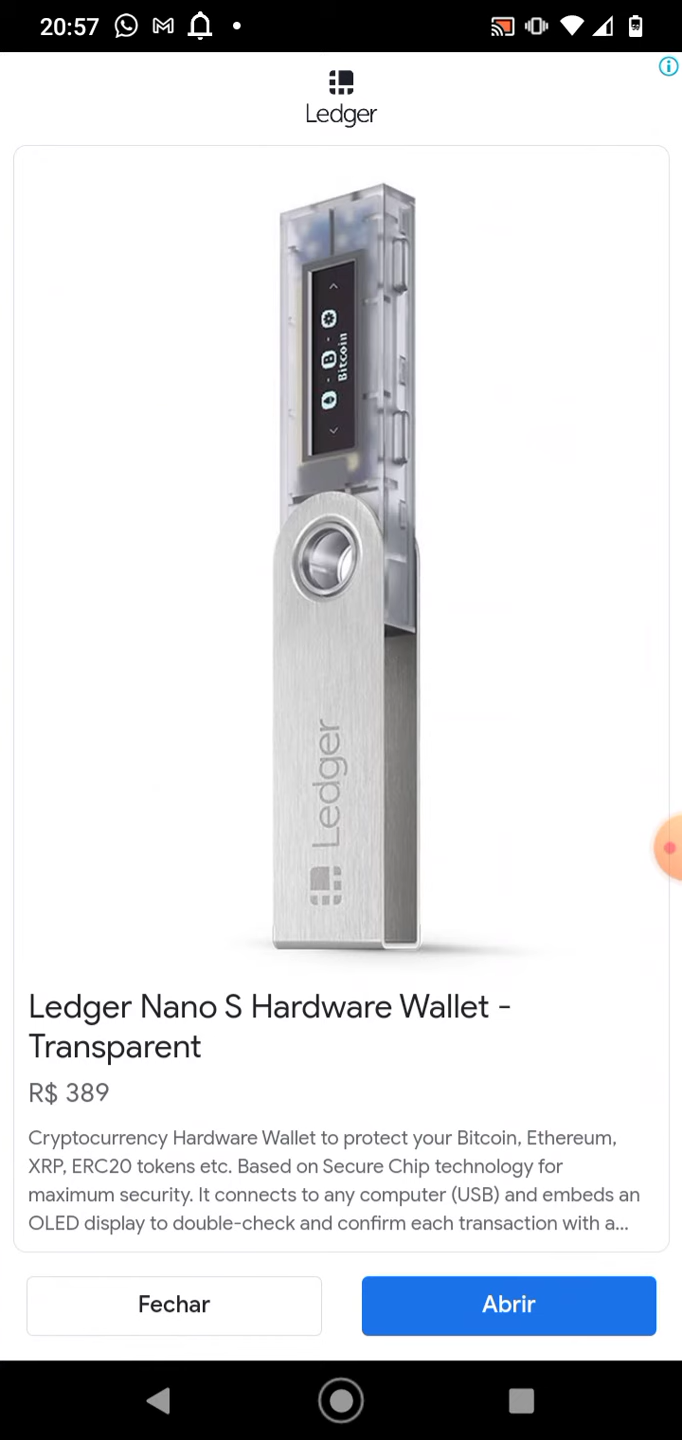 20:57
Ledger
Bitcoin
Ledger
Ledger Nano S Hardware Wallet -
Transparent
R$ 389
Cryptocurrency Hardware Wallet to protect your Bitcoin, Ethereum,
XRP, ERC20 tokens etc. Based on Secure Chip technology for
maximum security. It connects to any computer (USB) and embeds an
OLED display to double-check and confirm each transaction with a...
Fechar
Abrir